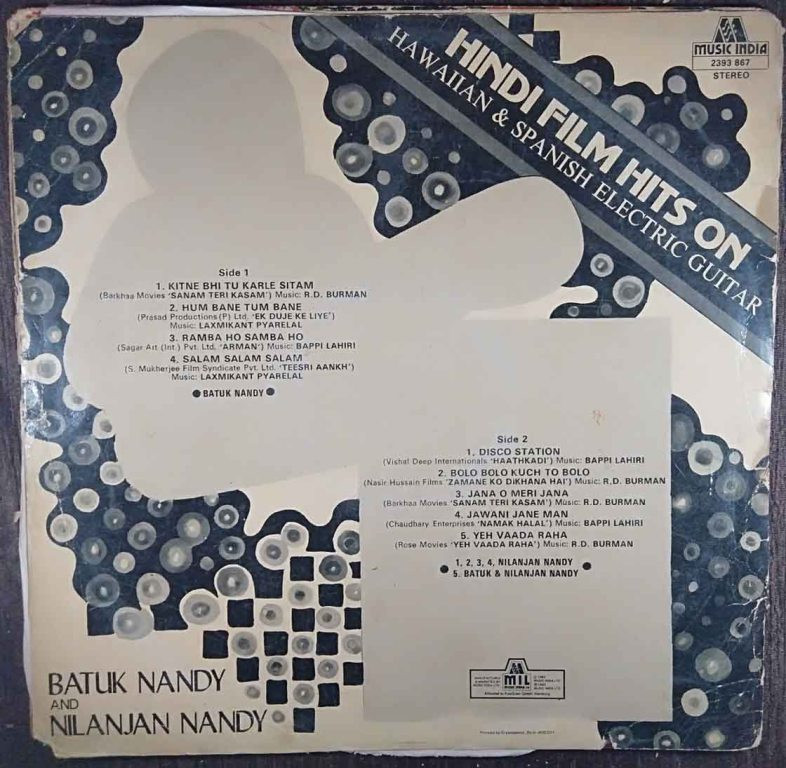 MUSIC INDIA
2393 867
STEREO
HINDI FILM HITS ON
HAWAIIAN & SPANISH ELECTRIC GUITAR
Side 1
1. KITNE BHI TU KARLE SITAM
(Barkhaa Movies 'SANAM TERI KASAM') Music: R.D. BURMAN
2. HUM BANE TUM BANE
(Prasad Productions (P) Ltd. 'EK DUJE KE LIYE')
Music: LAXMIKANT PYARELAL
3. RAMBA HO SAMBA HO
(Sagar Art (Int.) Pvt. Ltd. 'ARMAN') Music: BAPPI LAHIRI
4. SALAM SALAM SALAM
(S. Mukherjee Film Syndicate Pvt. Ltd. 'TEESRI AANKH')
Music: LAXMIKANT PYARELAL
● BATUK NANDY ●
Side 2
1. DISCO STATION
(Vishal Deep Internationals 'HAATHKADI') Music: BAPPI LAHIRI
2. BOLO BOLO KUCH TO BOLO
(Nasir Hussain Films 'ZAMANE KO DIKHANA HAI') Music: R.D. BURMAN
3. JANA O MERI JANA
(Barkhaa Movies 'SANAM TERI KASAM') Music: R.D. BURMAN
4. JAWANI JANE MAN
(Chaudhary Enterprises 'NAMAK HALAL') Music: BAPPI LAHIRI
5. YEH VAADA RAHA
(Rose Movies 'YEH VAADA RAHA') Music: R.D. BURMAN
● 1, 2, 3, 4, NILANJAN NANDY ●
5. BATUK & NILANJAN NANDY
MIL
BATUK NANDY
AND
NILANJAN NANDY